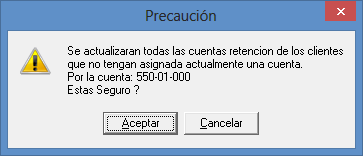 Precaución
Se actualizaran todas las cuentas retencion de los clientes
que no tengan asignada actualmente una cuenta.
Por la cuenta: 550-01-000
Estas Seguro ?
Aceptar
Cancelar